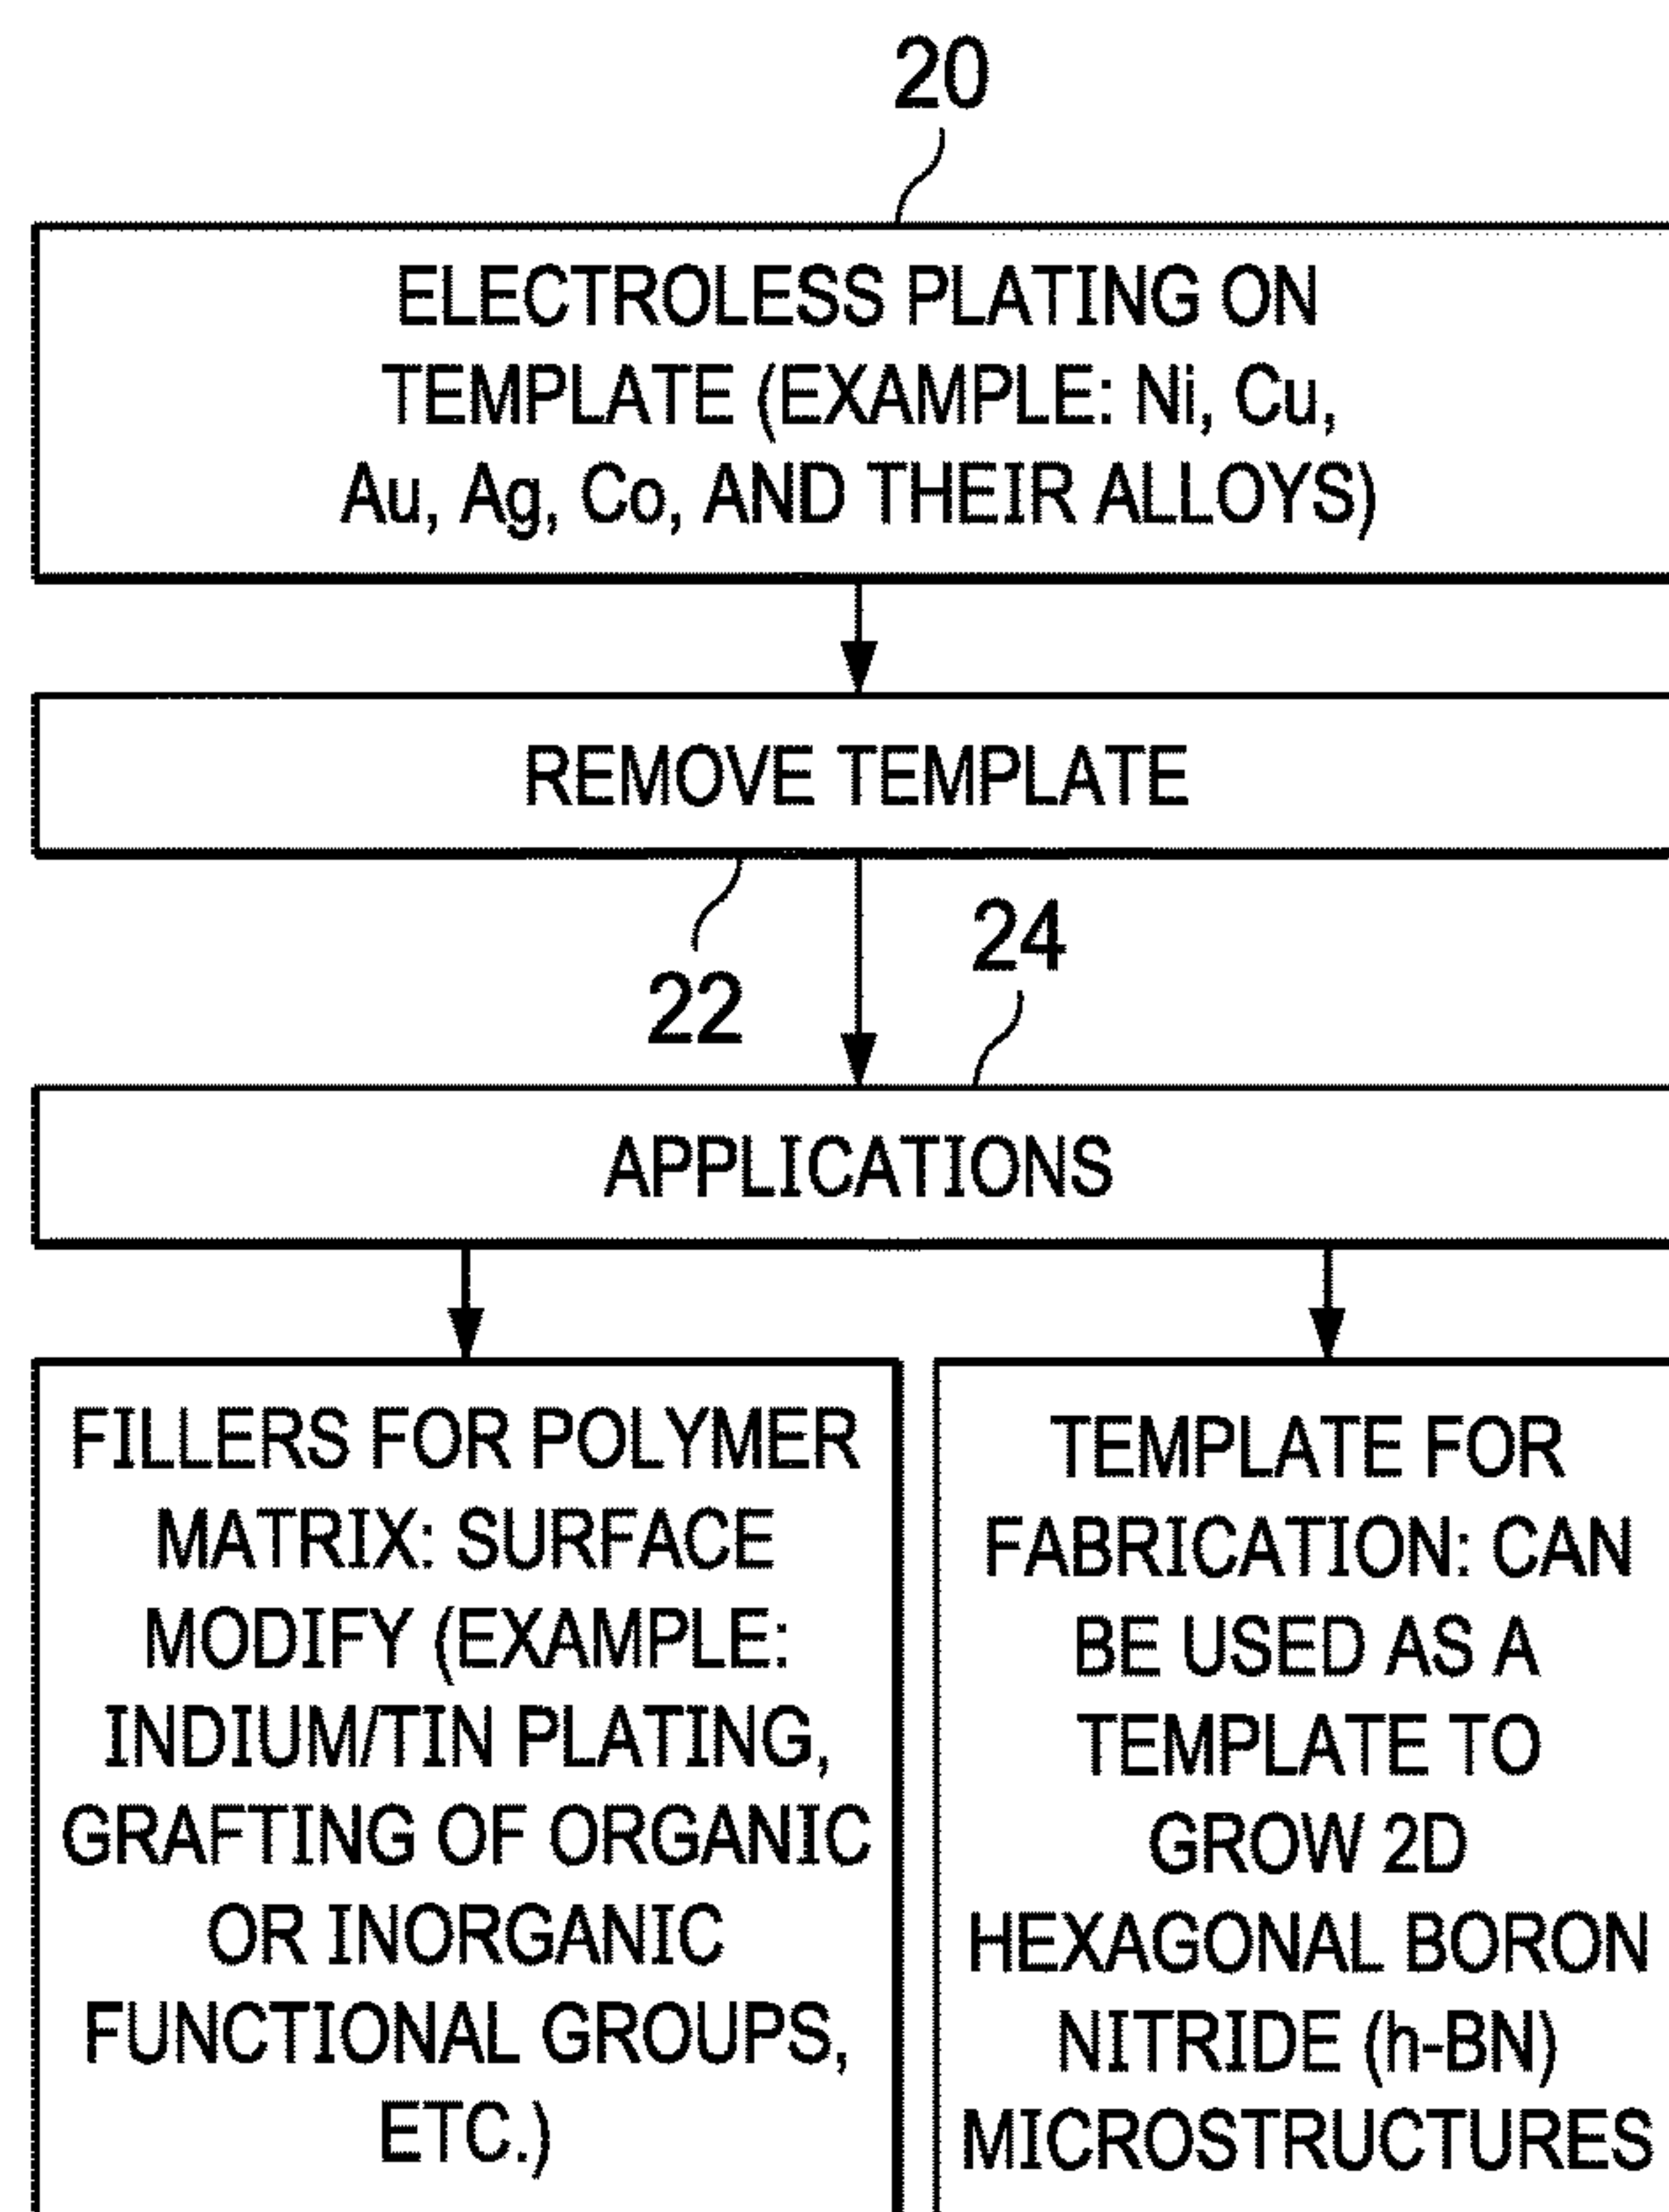 20
ELECTROLESS PLATING ON
TEMPLATE (EXAMPLE: Ni, Cu,
Au, Ag, Co, AND THEIR ALLOYS)
REMOVE TEMPLATE
22
24
APPLICATIONS
FILLERS FOR POLYMER
MATRIX: SURFACE
MODIFY (EXAMPLE:
INDIUM/TIN PLATING,
GRAFTING OF ORGANIC
OR INORGANIC
FUNCTIONAL GROUPS,
ETC.)
TEMPLATE FOR
FABRICATION: CAN
BE USED AS A
TEMPLATE TO
GROW 2D
HEXAGONAL BORON
NITRIDE (h-BN)
MICROSTRUCTURES